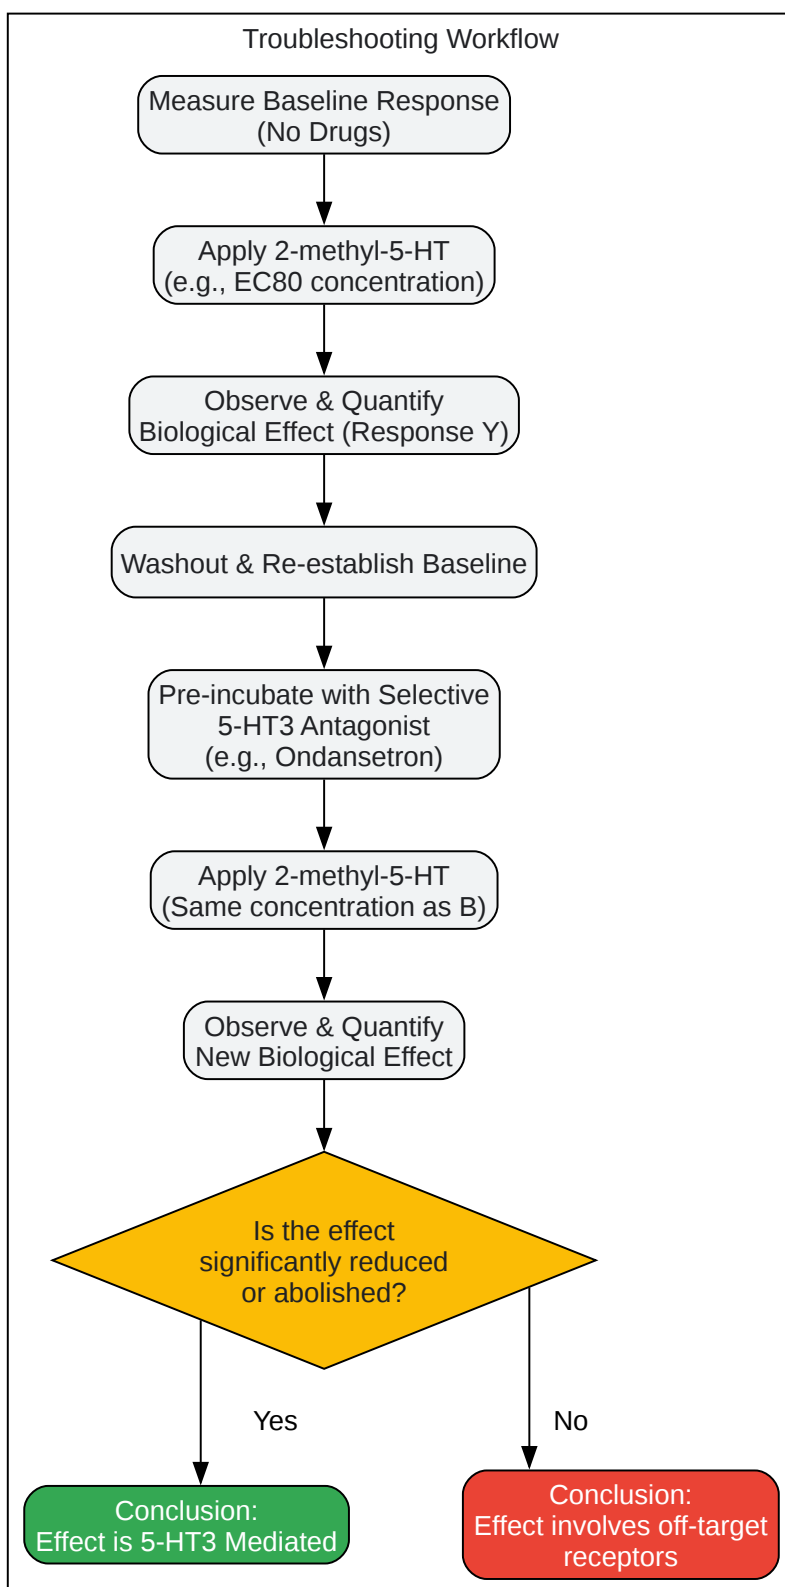 Troubleshooting Workflow
Measure Baseline Response
(No Drugs)
Apply 2-methyl-5-HT
(e.g., EC80 concentration)
Observe & Quantify
Biological Effect (Response Y)
Washout & Re-establish Baseline
Pre-incubate with Selective
5-HT3 Antagonist
(e.g., Ondansetron)
Apply 2-methyl-5-HT
(Same concentration as B)
Observe & Quantify
New Biological Effect
Is the effect
significantly reduced
or abolished?
Yes
No
Conclusion:
Effect is 5-HT3 Mediated
Conclusion:
Effect involves off-target
receptors